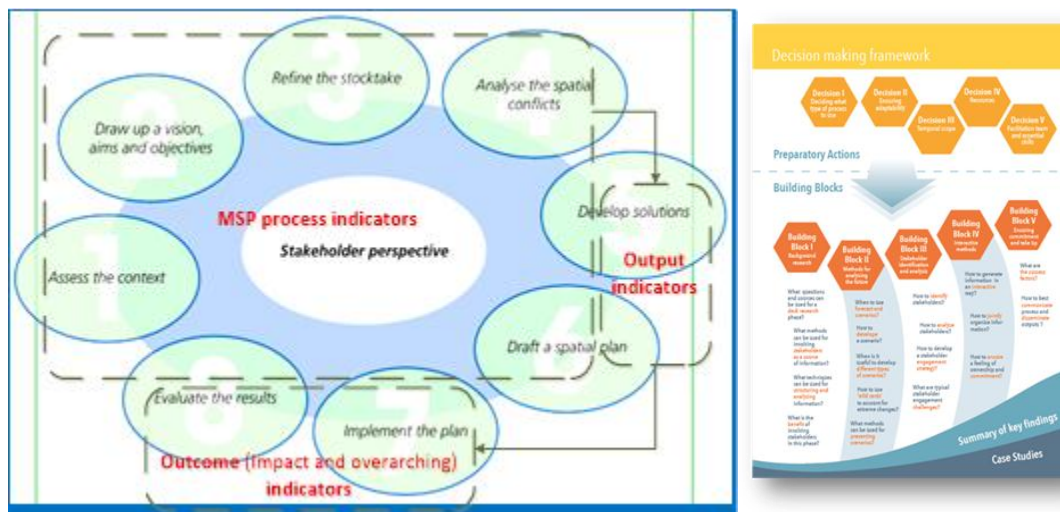 3
Refine the stocktake
4
Analyse the spatial
conflicts
2
Draw up a vision,
aims and objectives
5
Develop solutions
MSP process indicators
Stakeholder perspective
1
Assess the context
Output
indicators
6
Draft a spatial plan
8
Evaluate the results
7
Implement the plan
Outcome (Impact and overarching)
indicators
Decision making framework
Decision I
Deciding what
type of process
to use
Decision II
Ensuring
adaptability
Decision III
Temporal scope
Decision IV
Resources
Decision V
Facilitation team
and essential
skills
Preparatory Actions
Building Blocks
Building
Block I
Background
research
Building
Block II
Methods for
analysing
the future
Building
Block III
Stakeholder
identification
and analysis
Building
Block IV
Interactive
methods
Building
Block V
Ensuring
commitment
and take up
What questions
and sources can
be used for a
desk research
phase?
What methods
can be used for
involving
stakeholders
as a source
of information?
What techniques
can be used for
structuring and
analysing
information?
What is the
benefit of
involving
stakeholders
in this phase?
When to use
forecast and
scenarios?
How to
develop
a scenario?
When is it
useful to develop
different types
of scenarios?
How to use
'wild cards'
to account for
extreme changes?
What methods
can be used for
presenting
scenarios?
How to identify
stakeholders?
How to analyse
stakeholders?
How to develop
a stakeholder
engagement
strategy?
What are typical
stakeholder
engagement
challenges?
How to generate
information in
an interactive
way?
How to jointly
organise infor-
mation?
How to ensure
a feeling of
ownership and
commitment?
What are
the success
factors?
How to best
communicate
process and
disseminate
outputs ?
Summary of key findings
Case Studies